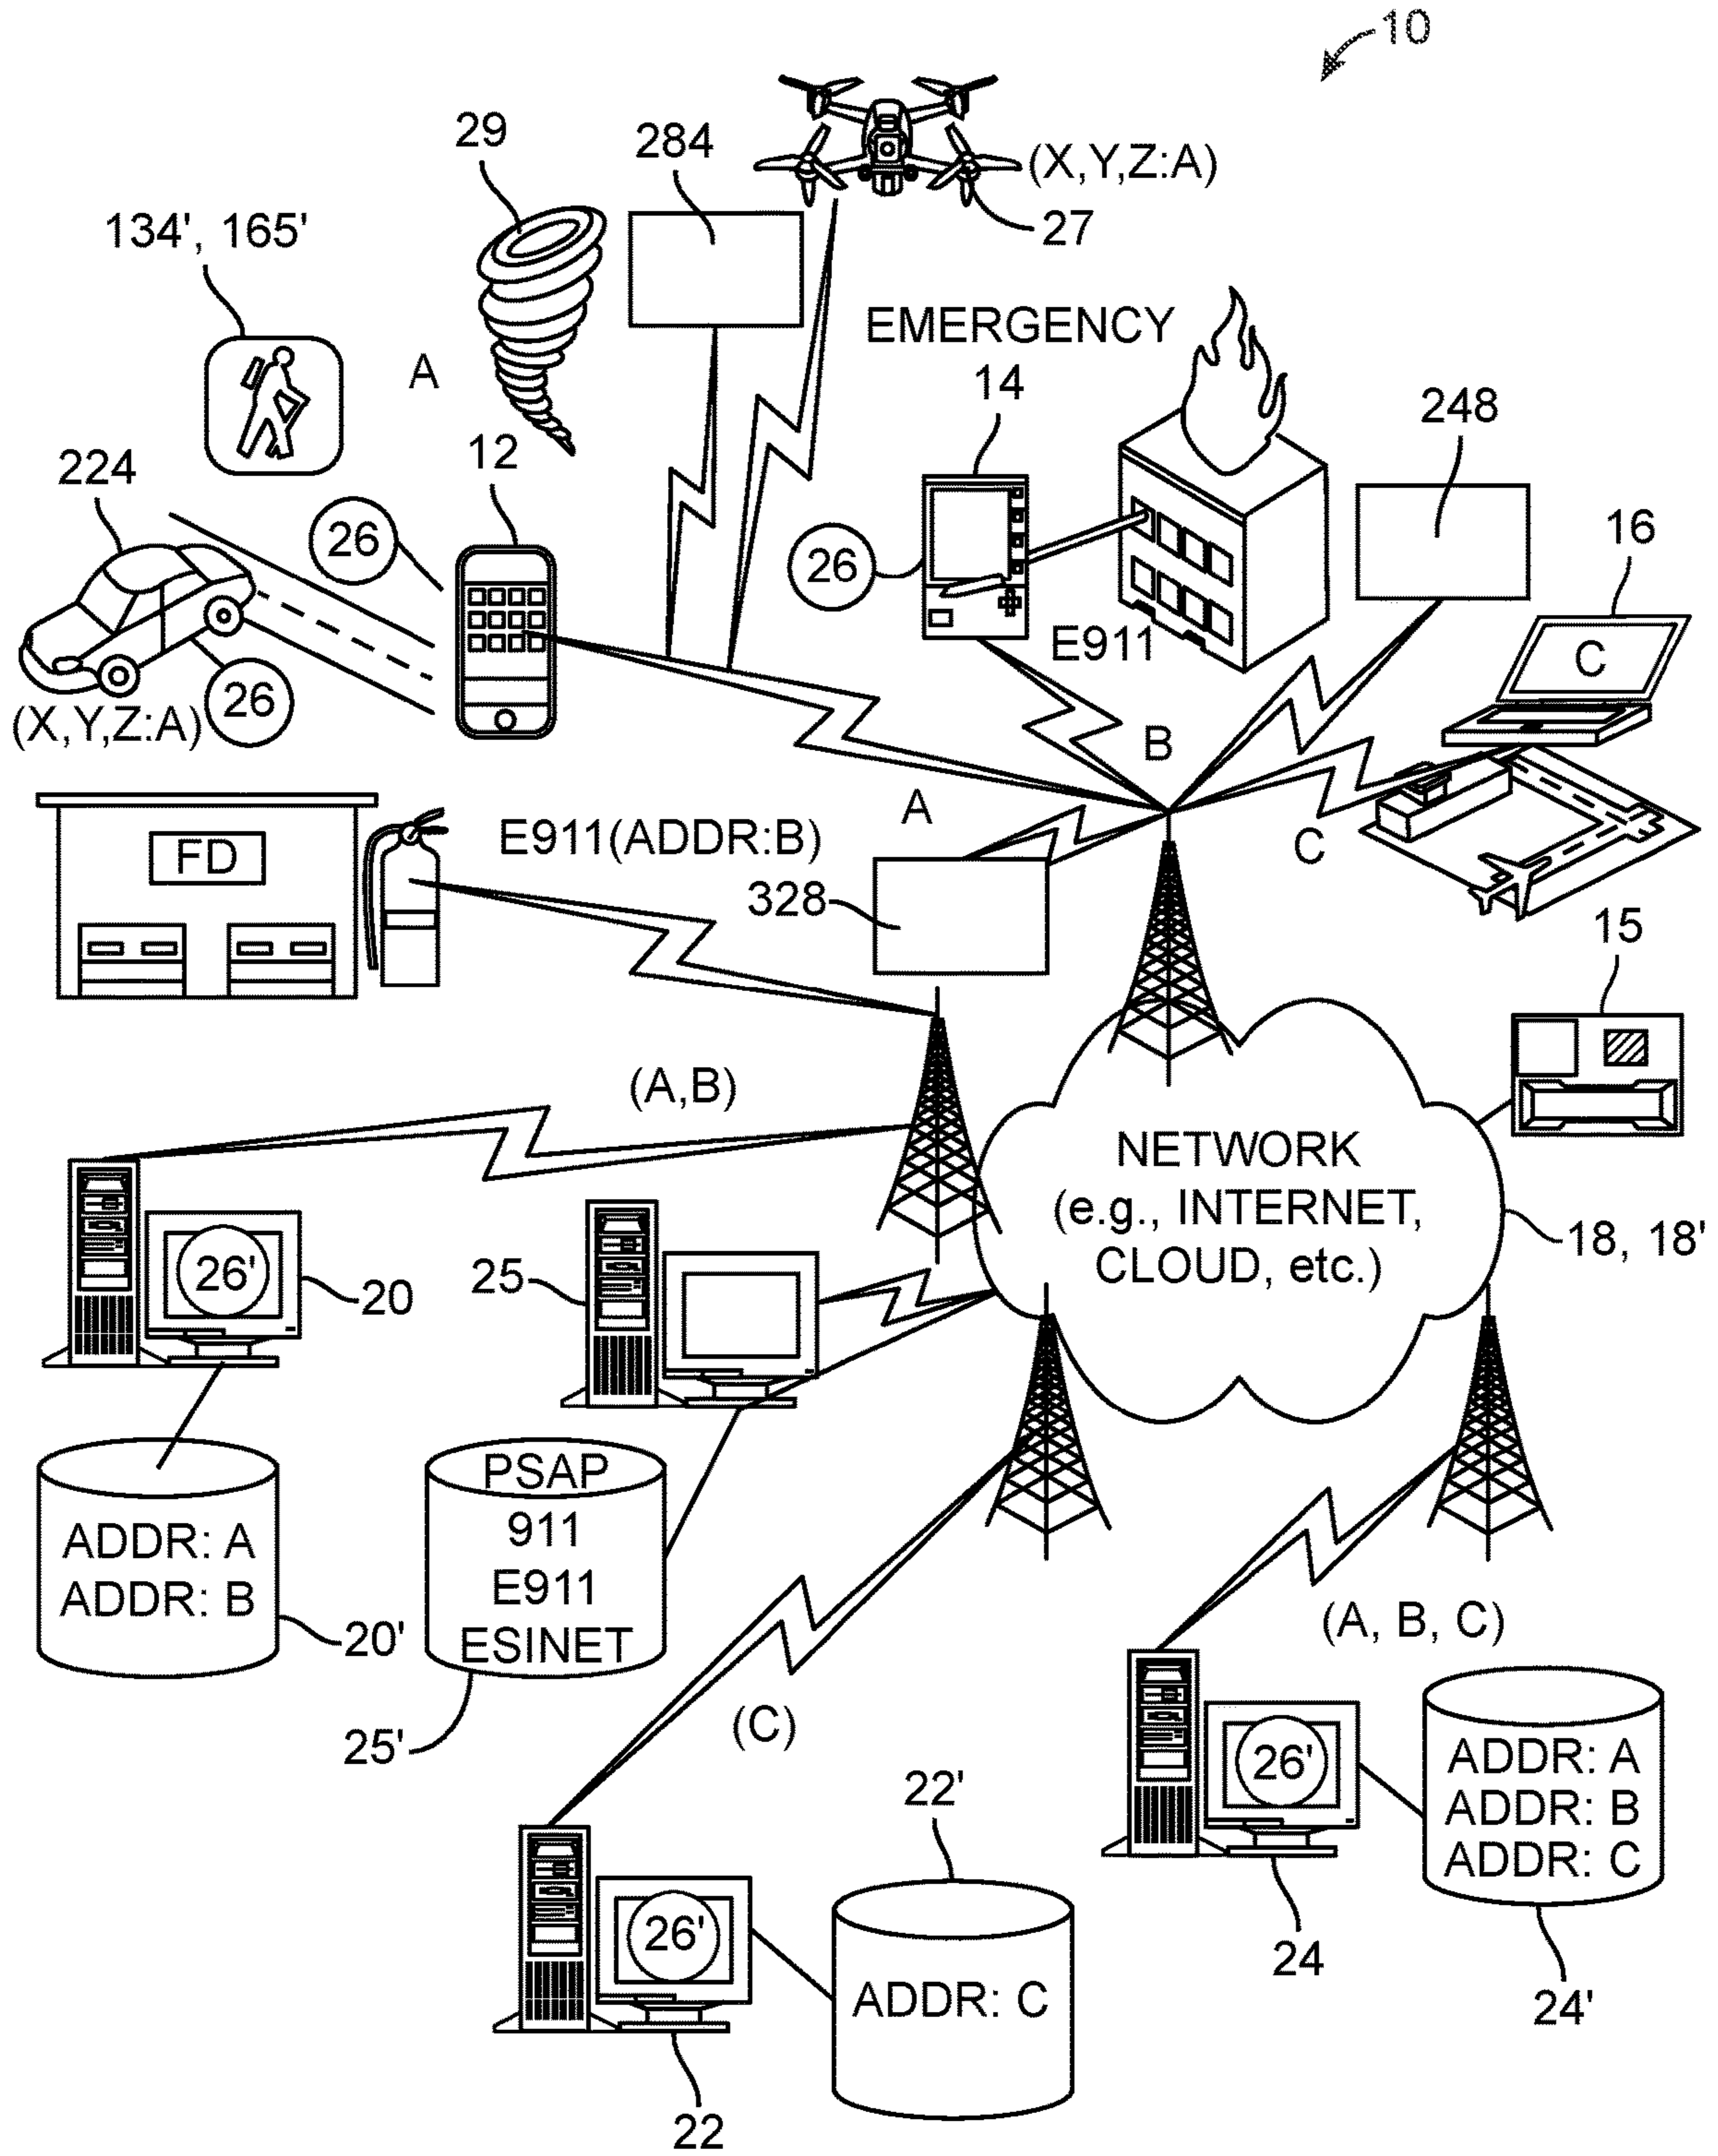 10
29
284
(X,Y,Z:A)
27
134', 165'
A
EMERGENCY
14
248
224
12
26
26
16
E911
C
26
(X,Y,Z:A)
B
A
C
FD
E911(ADDR:B)
328
15
(A,B)
NETWORK
(e.g., INTERNET,
CLOUD, etc.)
18, 18'
26'
20
25
PSAP
911
E911
ESINET
ADDR: A
ADDR: B
20'
25'
(A, B, C)
(C)
22'
26'
ADDR: A
ADDR: B
ADDR: C
26'
ADDR: C
24
24'
22